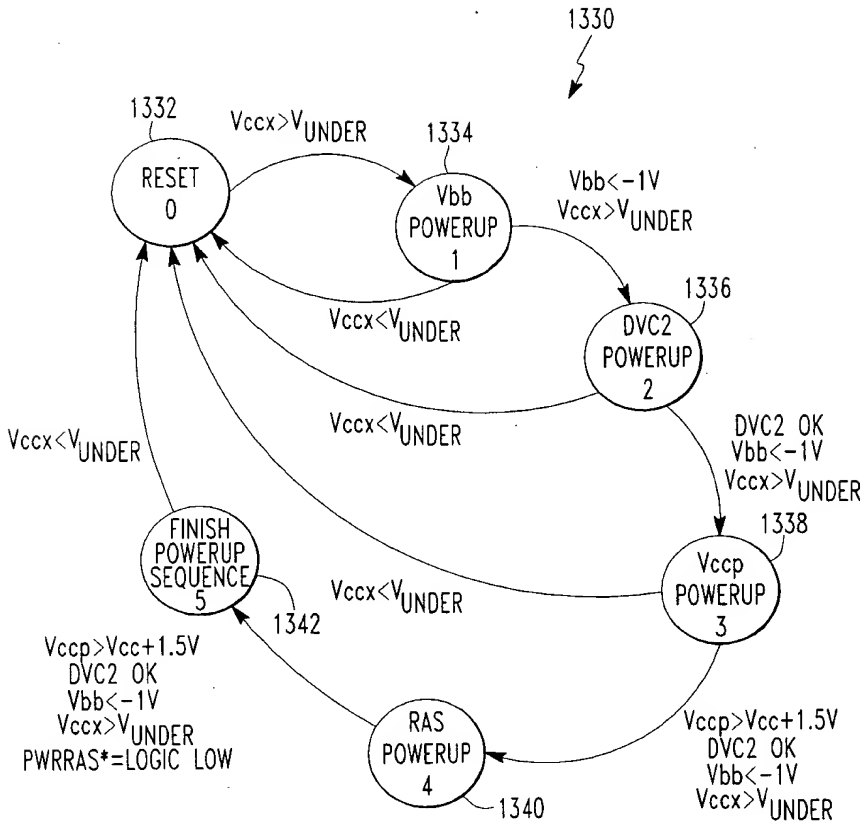 1330
1332
Vccx>VUNDER
1334
RESET
0
Vbb
POWERUP
1
Vbb<-1V
Vccx>VUNDER
1336
Vccx<VUNDER
DVC2
POWERUP
2
Vccx<VUNDER
Vccx<VUNDER
DVC2 OK
Vbb<-1V
Vccx>VUNDER
1338
FINISH
POWERUP
SEQUENCE
5
1342
Vccx<VUNDER
Vccp
POWERUP
3
Vccp>Vcc+1.5V
DVC2 OK
Vbb<-1V
Vccx>VUNDER
PWRRAS*=LOGIC LOW
RAS
POWERUP
4
1340
Vccp>Vcc+1.5V
DVC2 OK
Vbb<-1V
Vccx>VUNDER